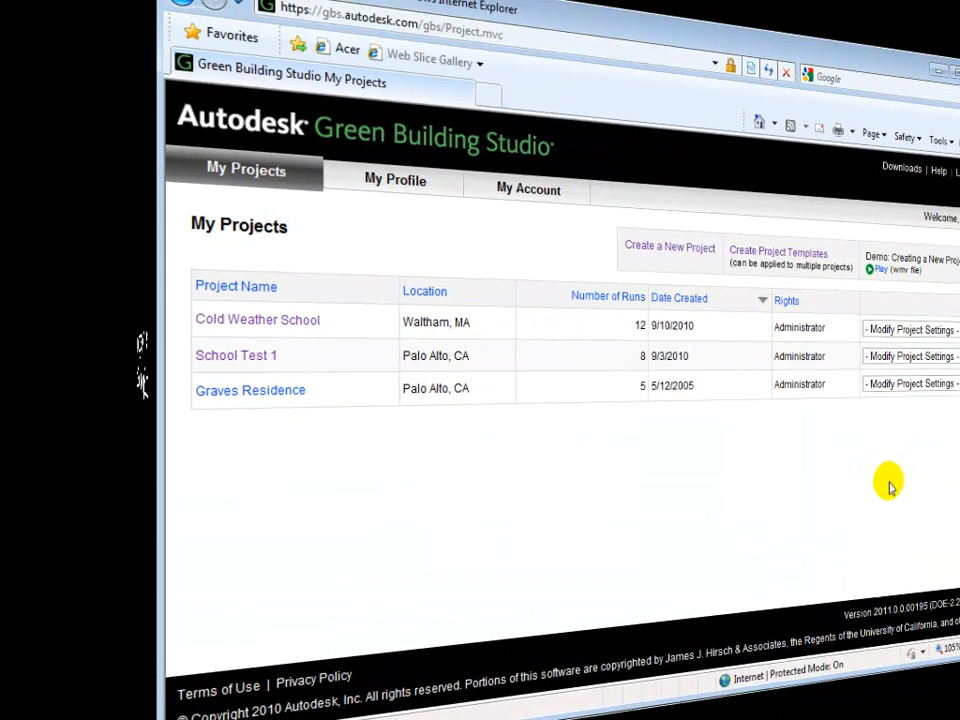 ws Internet Explorer
https://gbs.autodesk.com/gbs/Project.mvc
Google
Favorites Acer Web Slice Gallery
Green Building Studio My Projects
Page Safety Tools
Autodesk Green Building Studio
Downloads | Help |
My Projects My Profile My Account
Welcome,
My Projects
Create a New Project Create Project Templates
(can be applied to multiple projects)
Demo: Creating a New Proj
Play (wmv file)
Project Name Location Number of Runs Date Created Rights
Cold Weather School Waltham, MA 12 9/10/2010 Administrator - Modify Project Settings -
School Test 1 Palo Alto, CA 8 9/3/2010 Administrator - Modify Project Settings -
Graves Residence Palo Alto, CA 5 5/12/2005 Administrator - Modify Project Settings -
Version 2011.0.0.00195 (DOE-2.2
Terms of Use | Privacy Policy
© Copyright 2010 Autodesk, Inc. All rights reserved. Portions of this software are copyrighted by James J. Hirsch & Associates, the Regents of the University of California, and
Internet | Protected Mode: On
105%